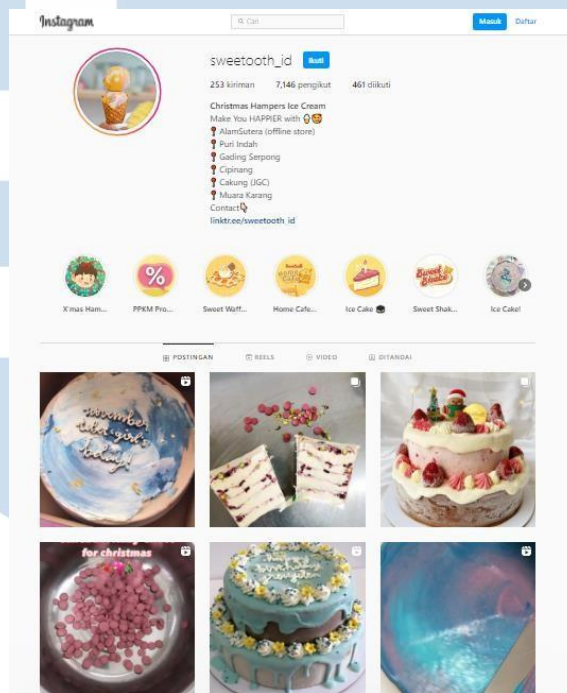 Instagram
Cari
Masuk
Daftar
sweetooth_id
Ikuti
253 kiriman 7,146 pengikut 461 diikuti
Christmas Hampers Ice Cream
Make You HAPPIER with
AlamSutera (offline store)
Puri Indah
Gading Serpong
Cipinang
Cakung (JGC)
Muara Karang
Contact
linktr.ee/sweetooth_id
X'mas Ham...
PPKM Pro...
Sweet Waff...
Home Cafe...
Ice Cake
Sweet Shak...
Ice Cake!
POSTINGAN
REELS
VIDEO
DITANDAI
for christmas